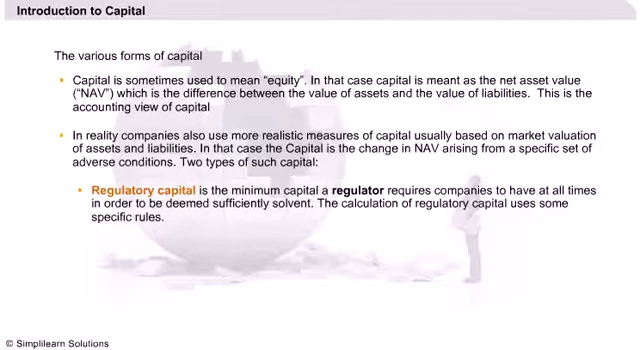 Introduction to Capital
The various forms of capital
Capital is sometimes used to mean “equity”. In that case capital is meant as the net asset value
(“NAV”) which is the difference between the value of assets and the value of liabilities. This is the
accounting view of capital
In reality companies also use more realistic measures of capital usually based on market valuation
of assets and liabilities. In that case the Capital is the change in NAV arising from a specific set of
adverse conditions. Two types of such capital:
Regulatory capital is the minimum capital a regulator requires companies to have at all times
in order to be deemed sufficiently solvent. The calculation of regulatory capital uses some
specific rules.
© Simplilearn Solutions